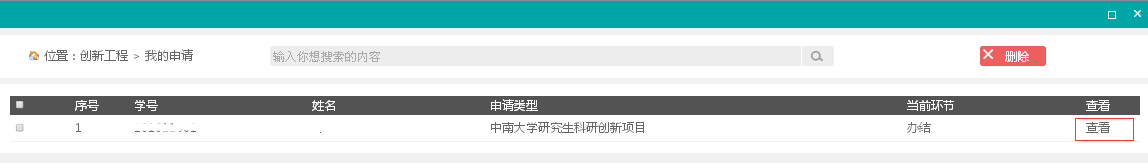 位置：创新工程 > 我的申请
输入你想搜索的内容
删除
序号 学号 姓名 申请类型 当前环节 查看
1 中南大学研究生科研创新项目 办结 查看